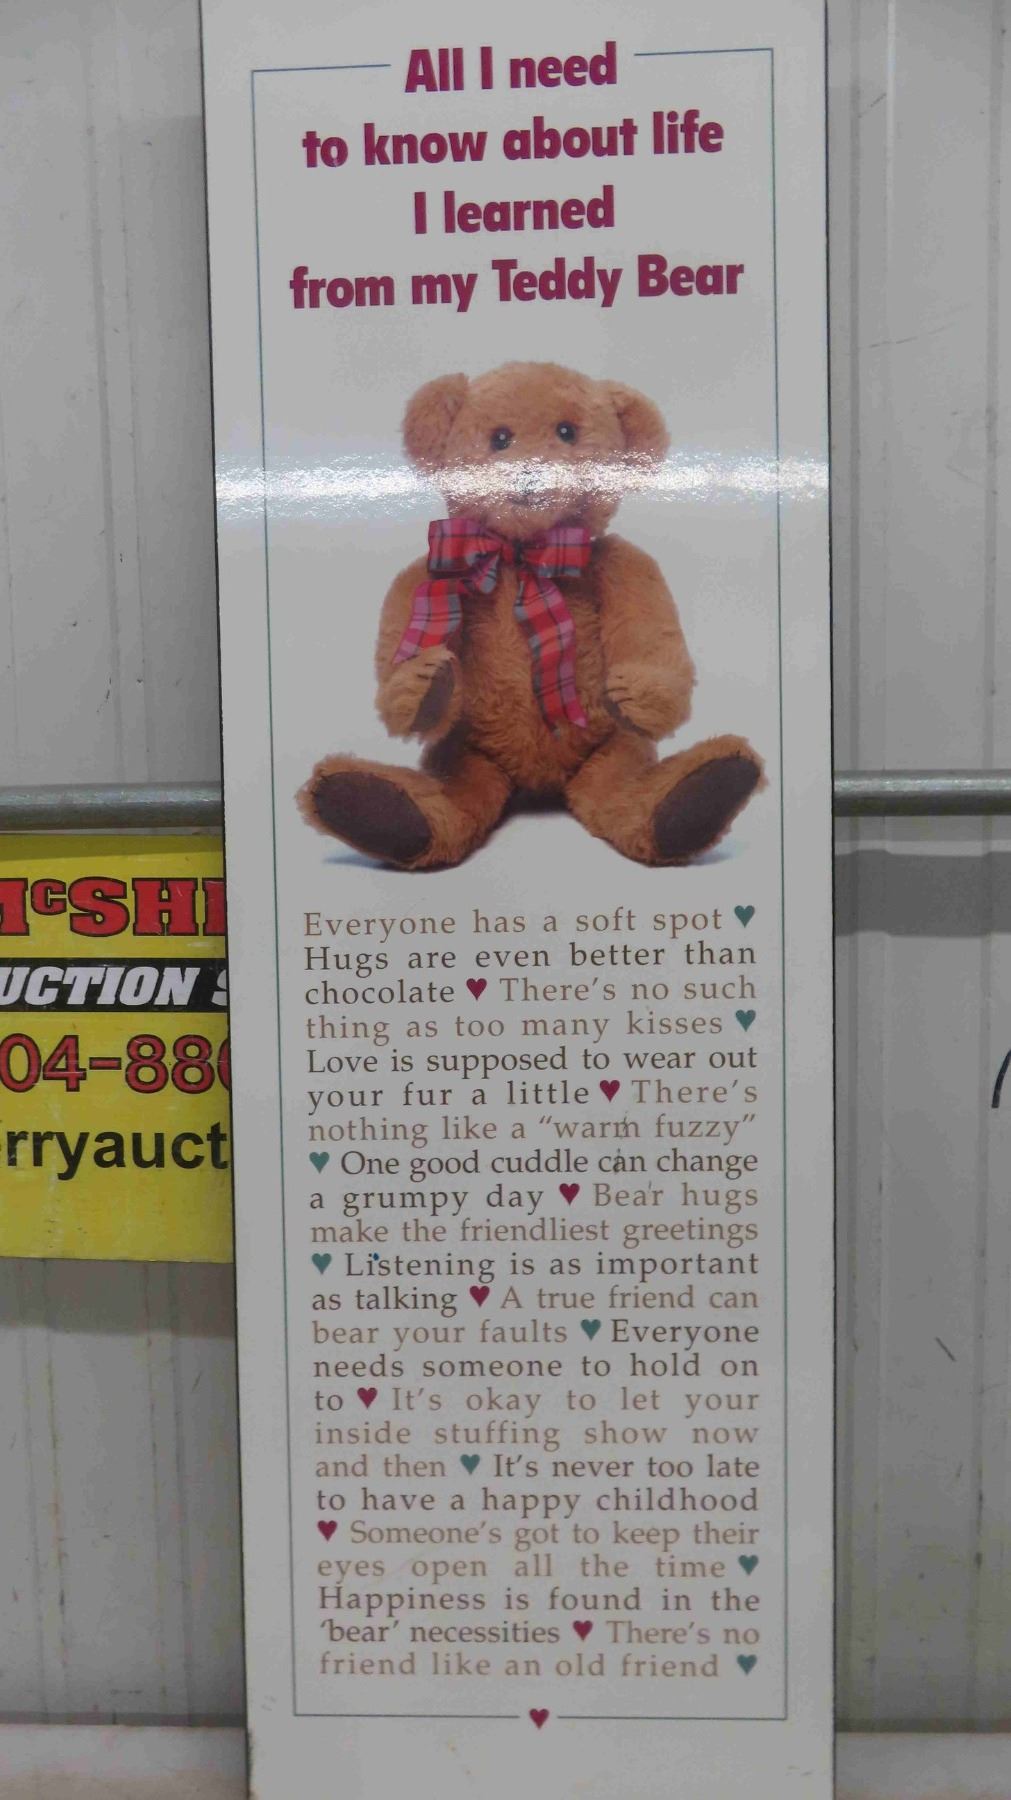 All I need
to know about life
I learned
from my Teddy Bear
Everyone has a soft spot ♥
Hugs are even better than
chocolate ♥ There's no such
thing as too many kisses ♥
Love is supposed to wear out
your fur a little ♥ There's
nothing like a “warm fuzzy”
♥ One good cuddle can change
a grumpy day ♥ Bear hugs
make the friendliest greetings
♥ Listening is as important
as talking ♥ A true friend can
bear your faults ♥ Everyone
needs someone to hold on
to ♥ It's okay to let your
inside stuffing show now
and then ♥ It's never too late
to have a happy childhood
♥ Someone's got to keep their
eyes open all the time ♥
Happiness is found in the
‘bear’ necessities ♥ There's no
friend like an old friend ♥
♥
McSH
UCTION
04-88
rryauct